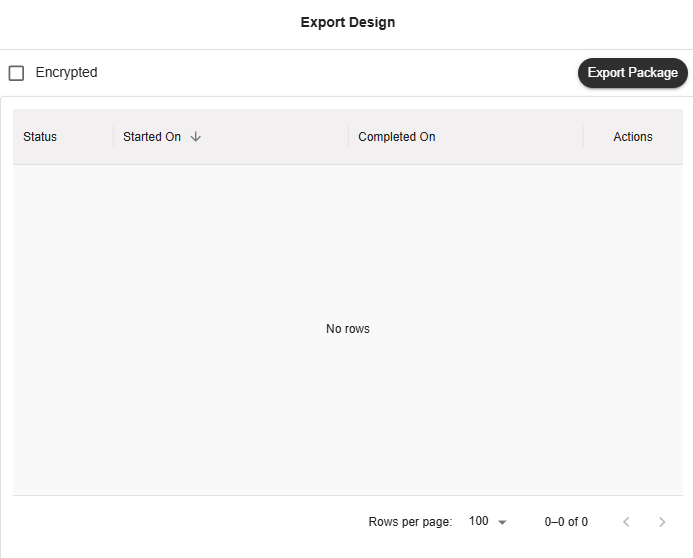 Export Design
Encrypted
Export Package
Status Started On Completed On Actions
No rows
Rows per page: 100 0–0 of 0